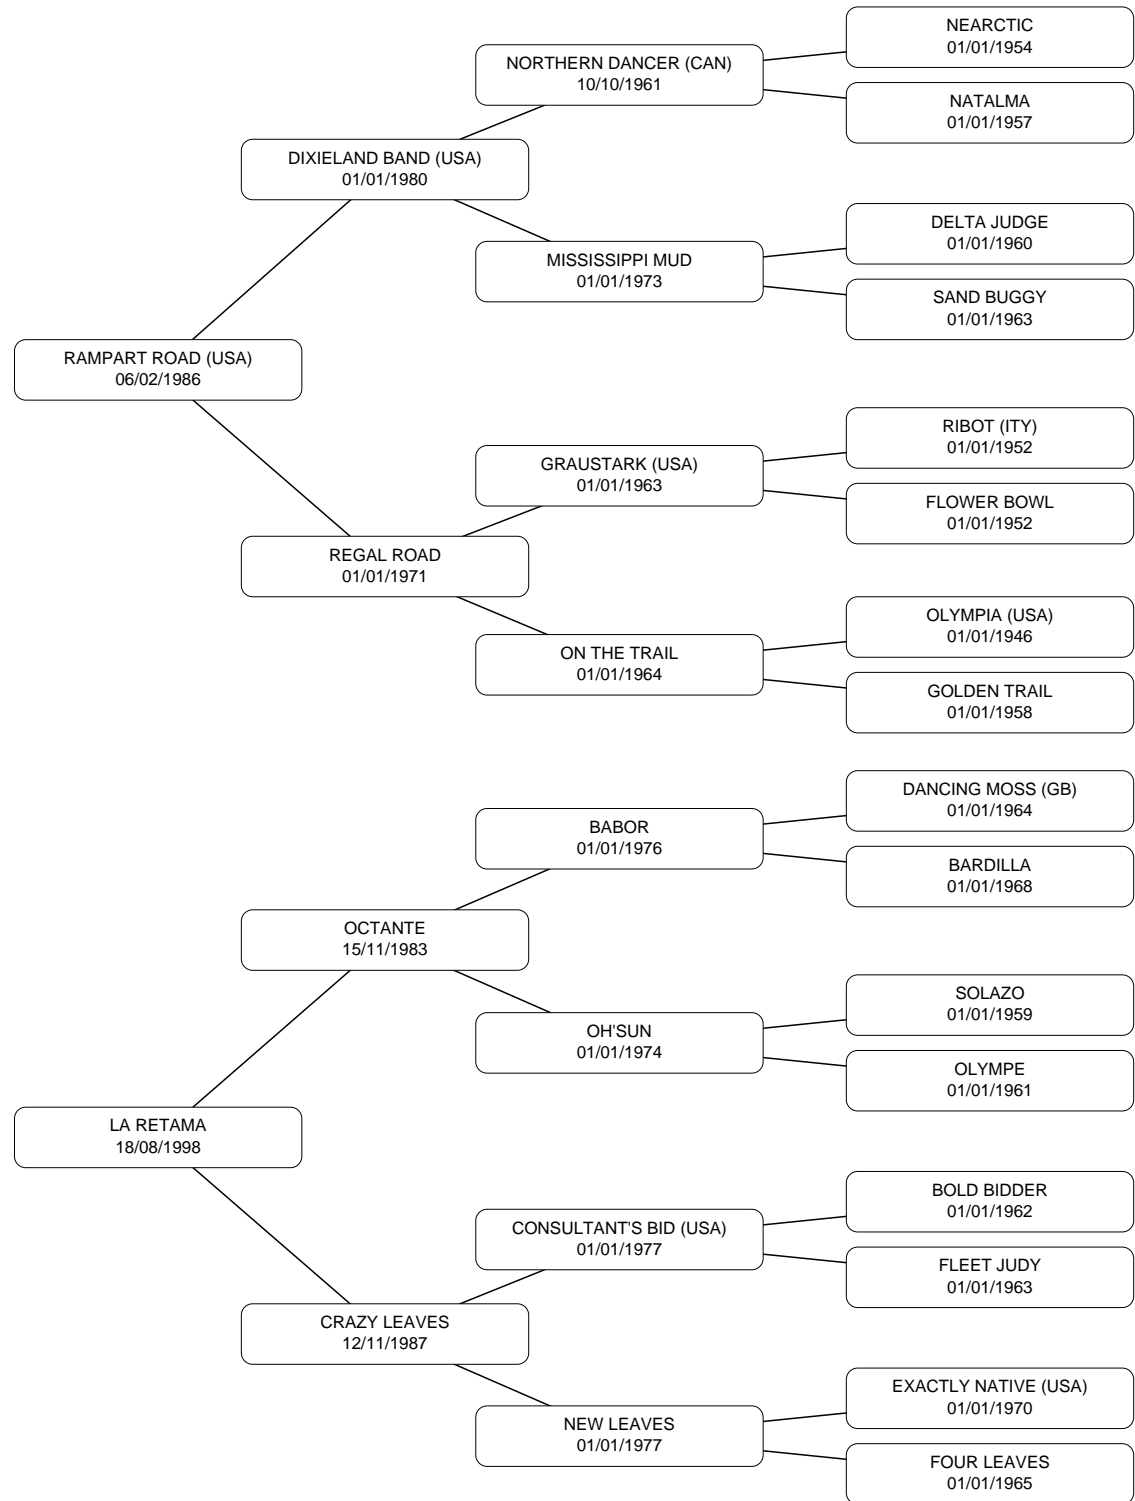 NEARCTIC
01/01/1954
NORTHERN DANCER (CAN)
10/10/1961
NATALMA
01/01/1957
DIXIELAND BAND (USA)
01/01/1980
DELTA JUDGE
01/01/1960
MISSISSIPPI MUD
01/01/1973
SAND BUGGY
01/01/1963
RAMPART ROAD (USA)
06/02/1986
RIBOT (ITY)
01/01/1952
GRAUSTARK (USA)
01/01/1963
FLOWER BOWL
01/01/1952
REGAL ROAD
01/01/1971
OLYMPIA (USA)
01/01/1946
ON THE TRAIL
01/01/1964
GOLDEN TRAIL
01/01/1958
DANCING MOSS (GB)
01/01/1964
BABOR
01/01/1976
BARDILLA
01/01/1968
OCTANTE
15/11/1983
SOLAZO
01/01/1959
OH'SUN
01/01/1974
OLYMPE
01/01/1961
LA RETAMA
18/08/1998
BOLD BIDDER
01/01/1962
CONSULTANT'S BID (USA)
01/01/1977
FLEET JUDY
01/01/1963
CRAZY LEAVES
12/11/1987
EXACTLY NATIVE (USA)
01/01/1970
NEW LEAVES
01/01/1977
FOUR LEAVES
01/01/1965